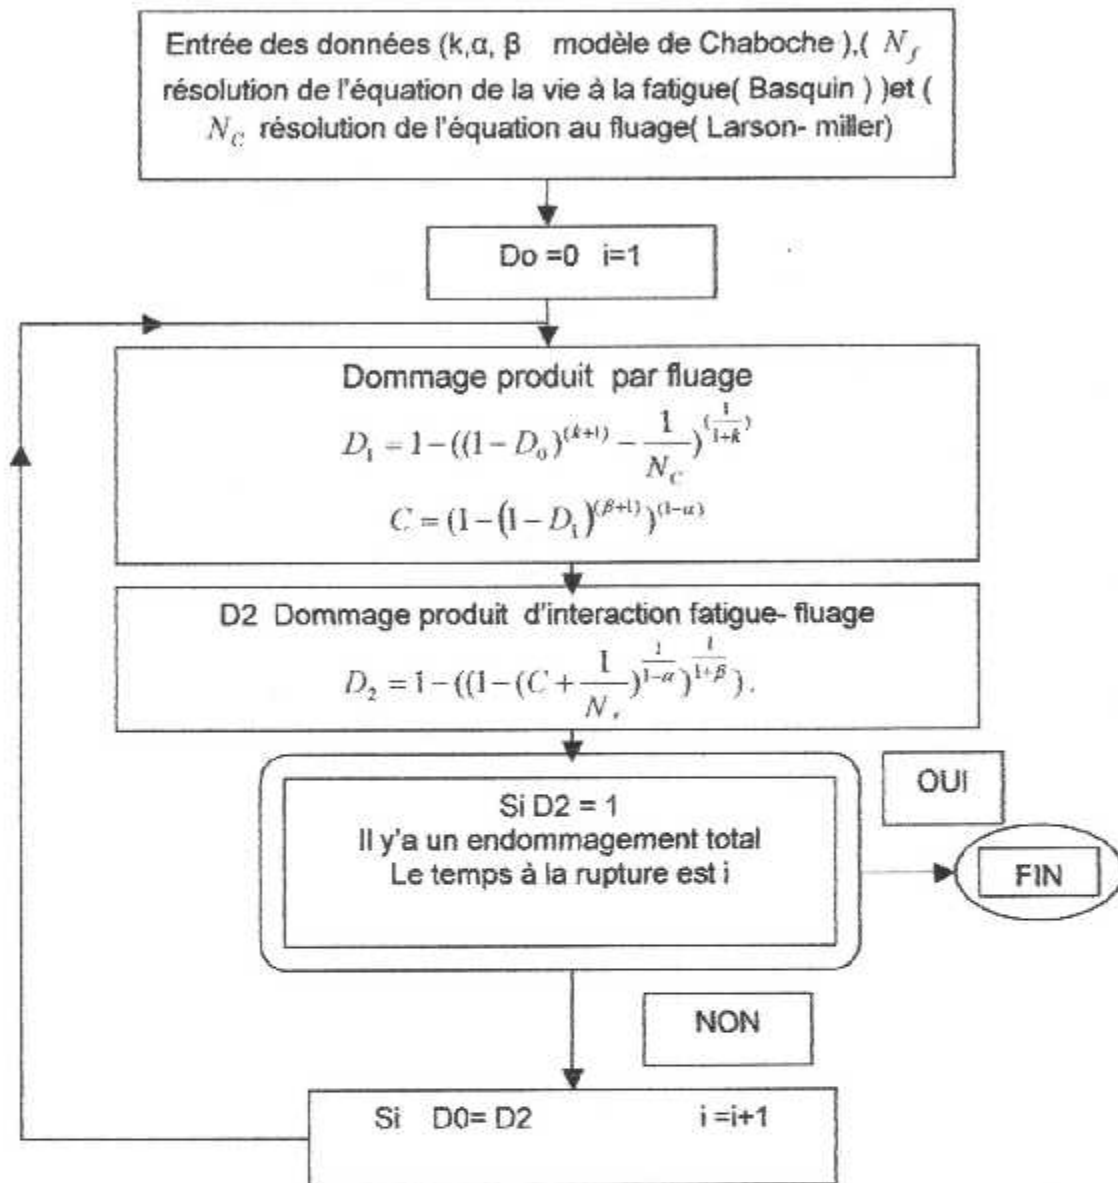 Entrée des données (k,α, β modèle de Chaboche ),( N_f
résolution de l'équation de la vie à la fatigue( Basquin ) )et (
N_C résolution de l'équation au fluage( Larson- miller)
Do =0 i=1
Dommage produit par fluage
D_1 = 1-((1-D_0)^(k+1) - 1/N_C)^(1/(1+k))
C = (1-(1-D_1)^(β+1))^(1-α)
D2 Dommage produit d'interaction fatigue- fluage
D_2 = 1-((1-(C+1/N)^(1/(1-α))^(1/(1+β))).
OUI
Si D2 = 1
Il y'a un endommagement total
Le temps à la rupture est i
FIN
NON
Si D0= D2 i =i+1